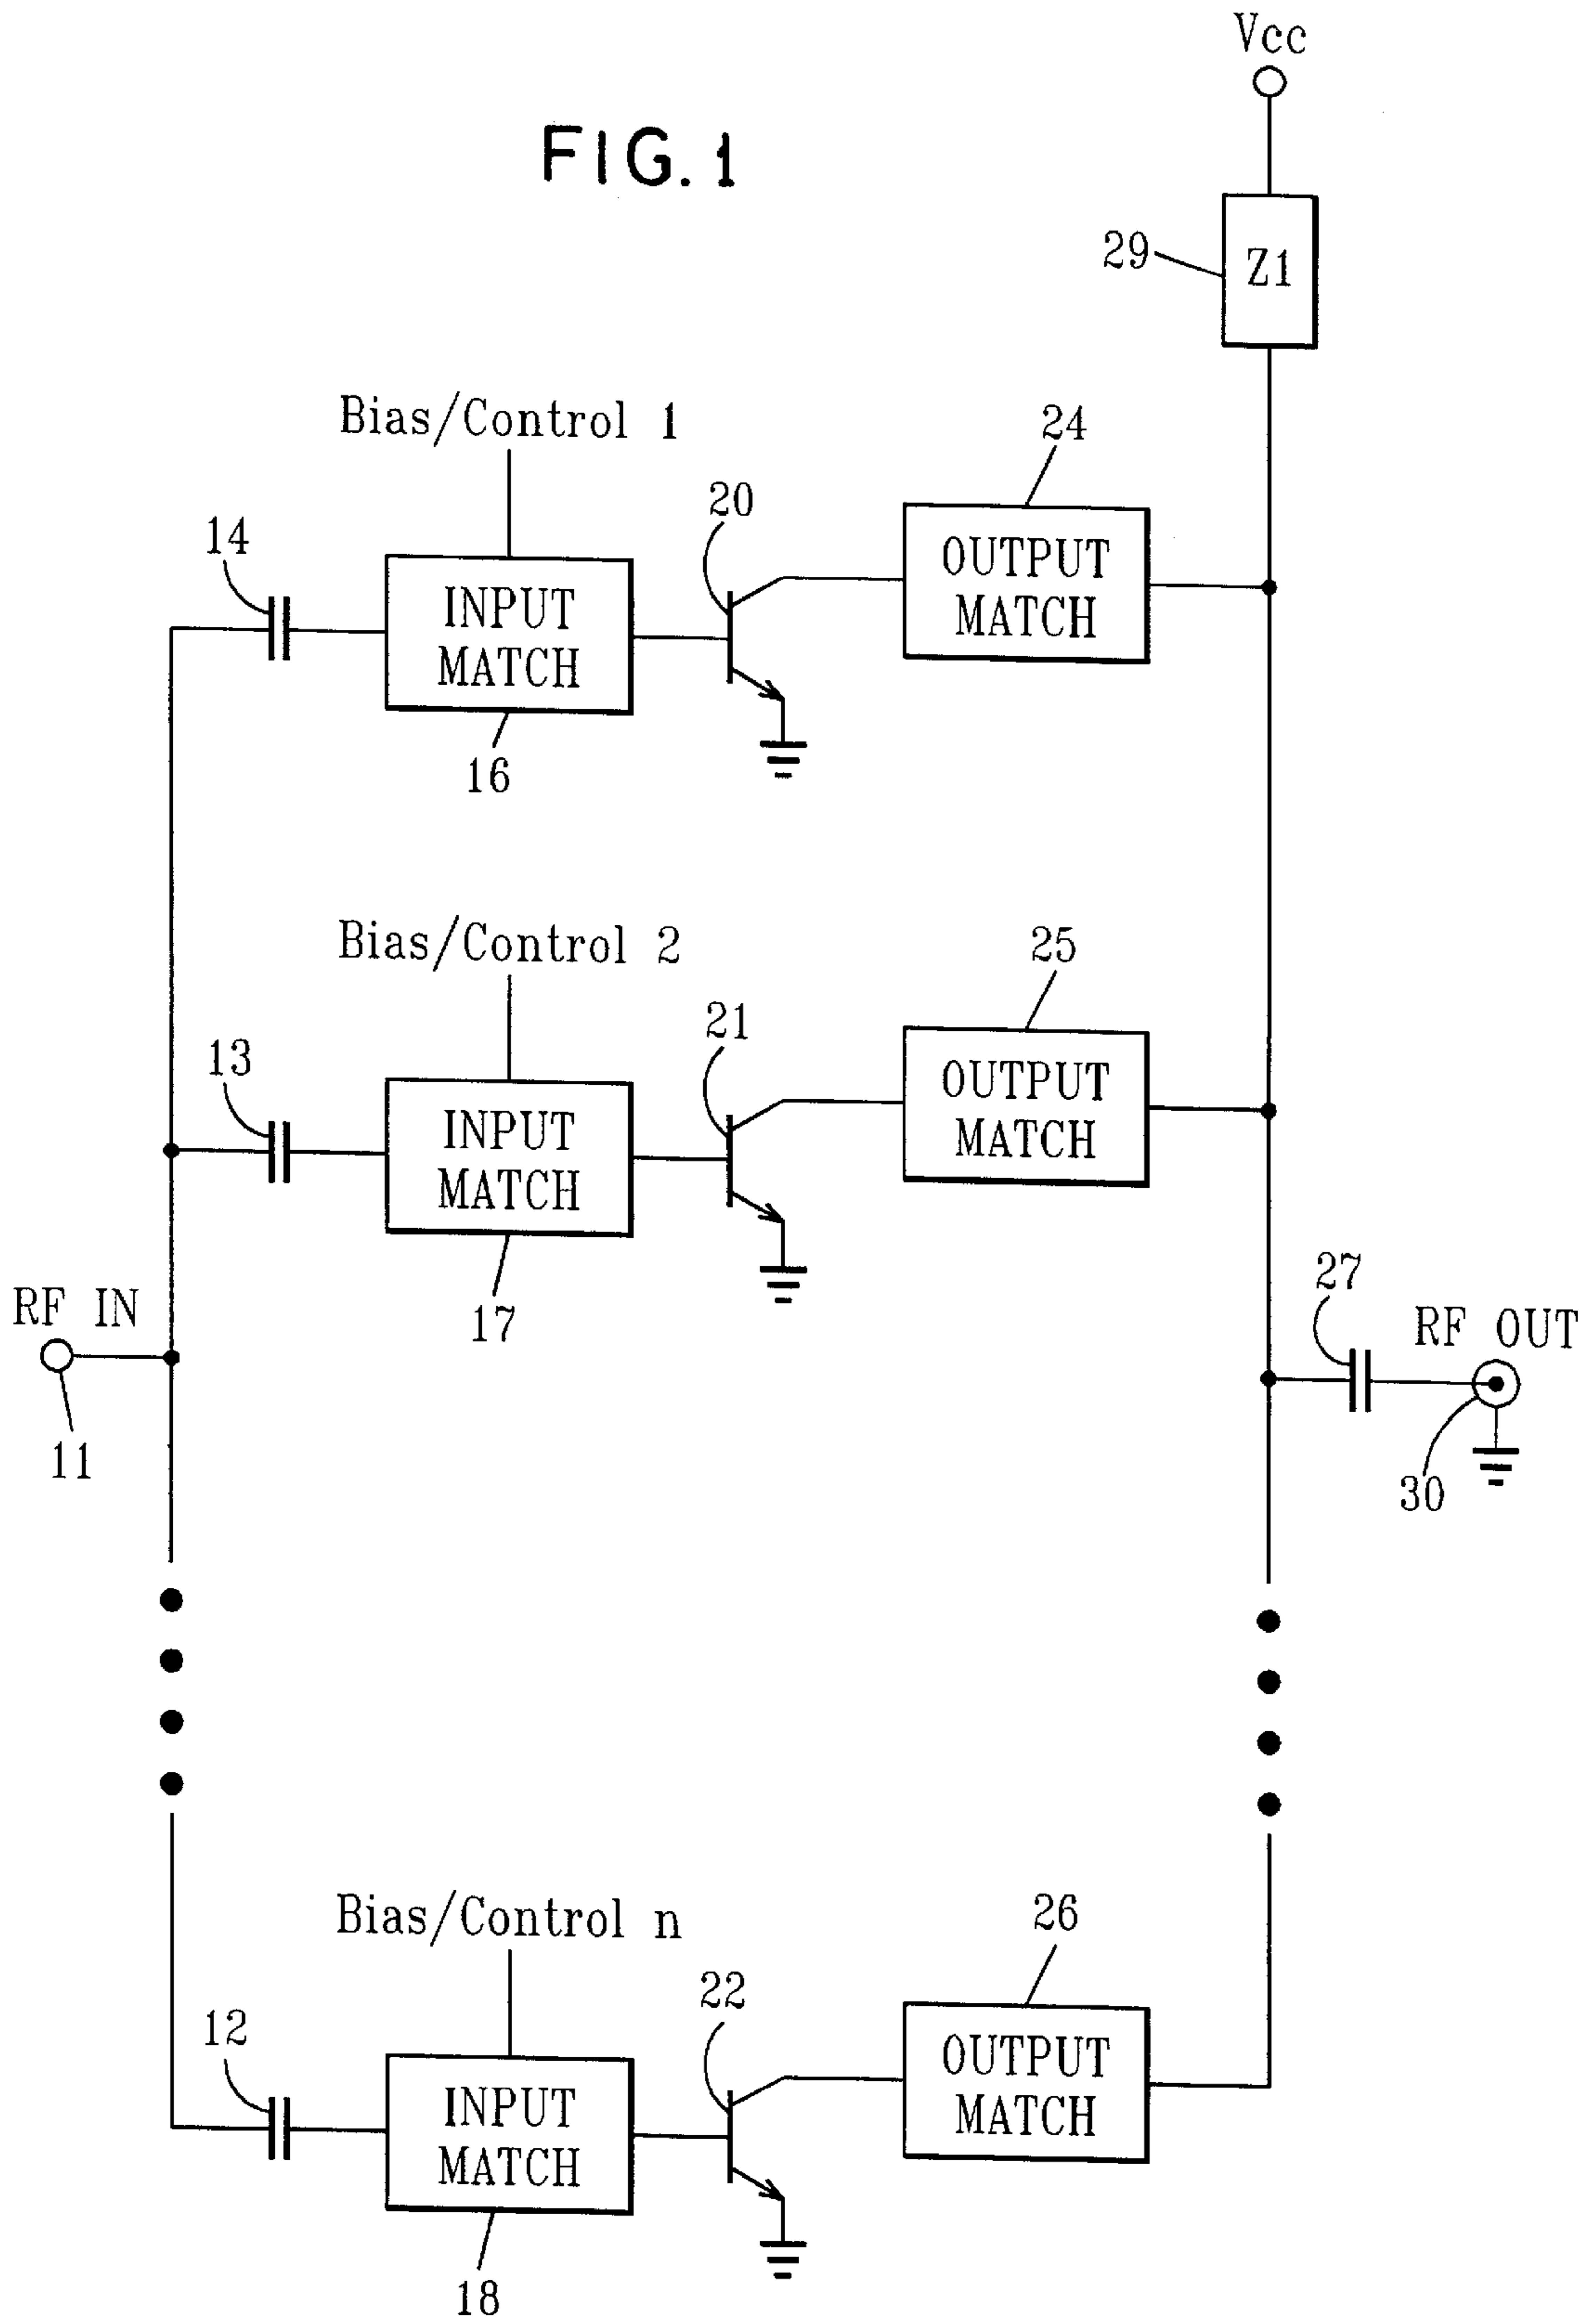 Vcc
FIG. 1
29
Z1
Bias/Control 1
24
20
14
OUTPUT
MATCH
INPUT
MATCH
16
Bias/Control 2
25
21
13
OUTPUT
MATCH
INPUT
MATCH
17
27
RF IN
RF OUT
11
30
Bias/Control n
26
22
12
OUTPUT
MATCH
INPUT
MATCH
18